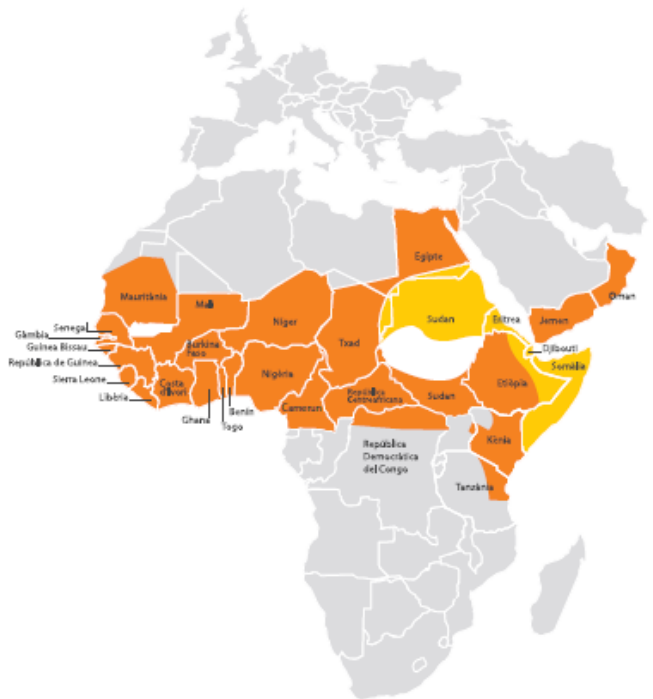 Egipte
Oman
Mauritània
Mali
Níger
Sudan
Eritrea
Jemen
Senegal
Gàmbia
Txad
Djibouti
Guinea Bissau
Burkina
Faso
Somàlia
República de Guinea
Nigèria
Sierra Leone
Costa
d'Ivori
República
Centreafricana
Sudan
Etiòpia
Libèria
Camerun
Benín
Ghana
Togo
República
Democràtica
del Congo
Kènia
Tanzània